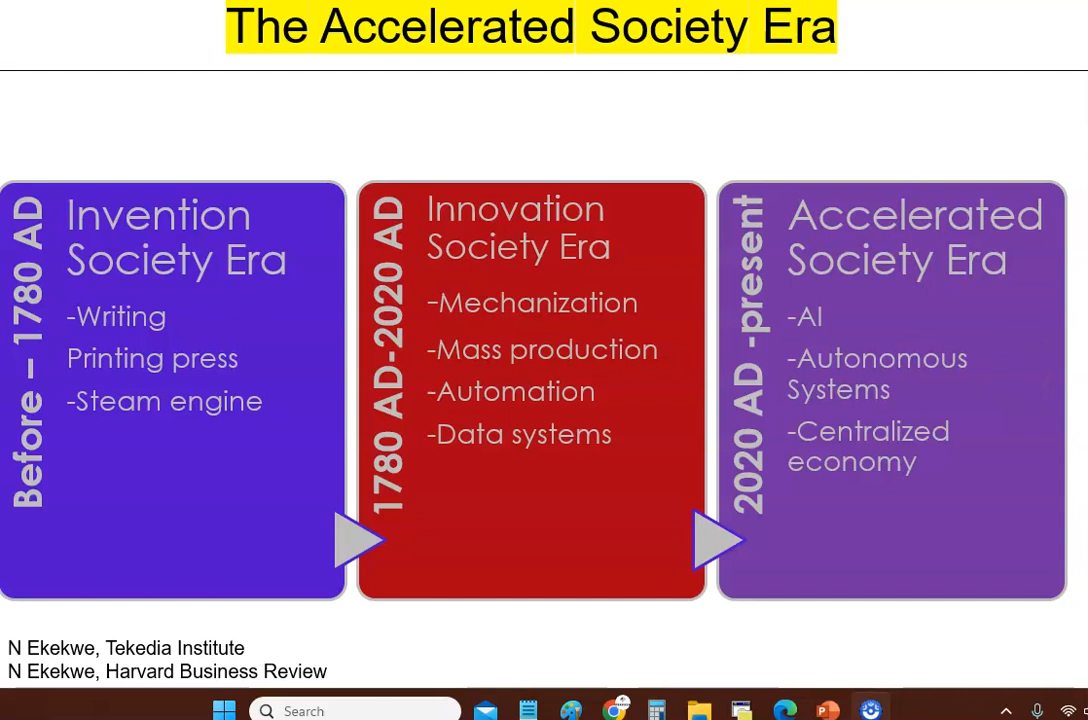 The Accelerated Society Era
Before – 1780 AD
Invention
Society Era
-Writing
Printing press
-Steam engine
1780 AD-2020 AD
Innovation
Society Era
-Mechanization
-Mass production
-Automation
-Data systems
2020 AD -present
Accelerated
Society Era
-AI
-Autonomous
Systems
-Centralized
economy
N Ekekwe, Tekedia Institute
N Ekekwe, Harvard Business Review
Search